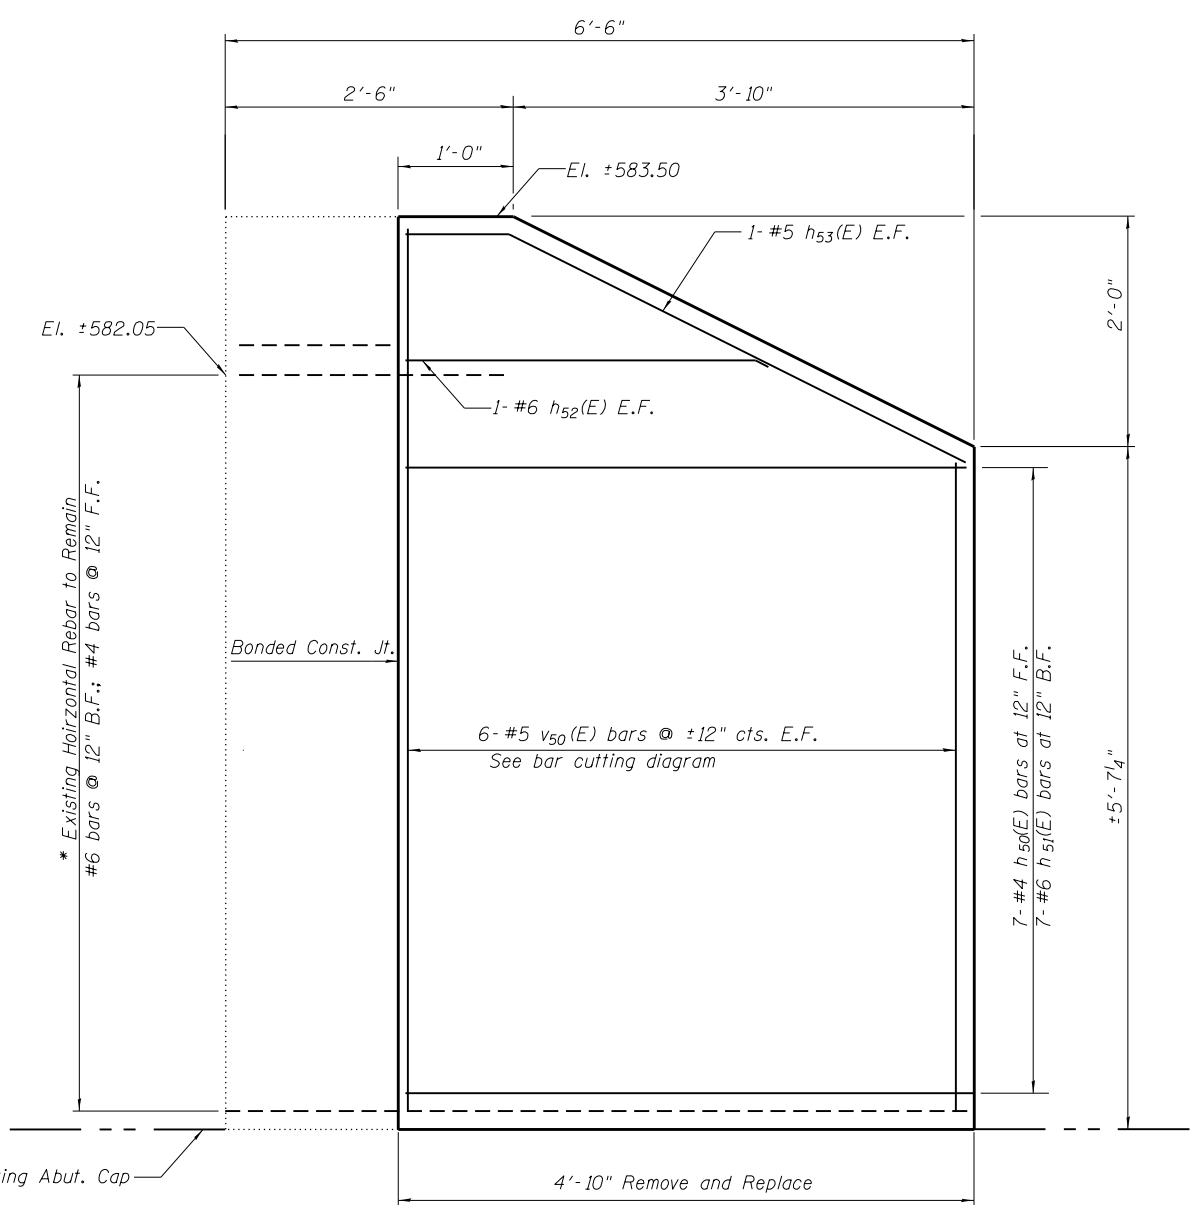 6'-6"
2'-6"
3'-10"
1'-0"
El. ±583.50
1-#5 h53(E) E.F.
2'-0"
El. ±582.05
1-#6 h52(E) E.F.
* Existing Hoirzontal Rebar to Remain
#6 bars @ 12" B.F.; #4 bars @ 12" F.F.
Bonded Const. Jt.
6-#5 v50(E) bars @ ±12" cts. E.F.
See bar cutting diagram
7-#4 h50(E) bars at 12" F.F.
7-#6 h51(E) bars at 12" B.F.
±5'-7¼"
ing Abut. Cap
4'-10" Remove and Replace